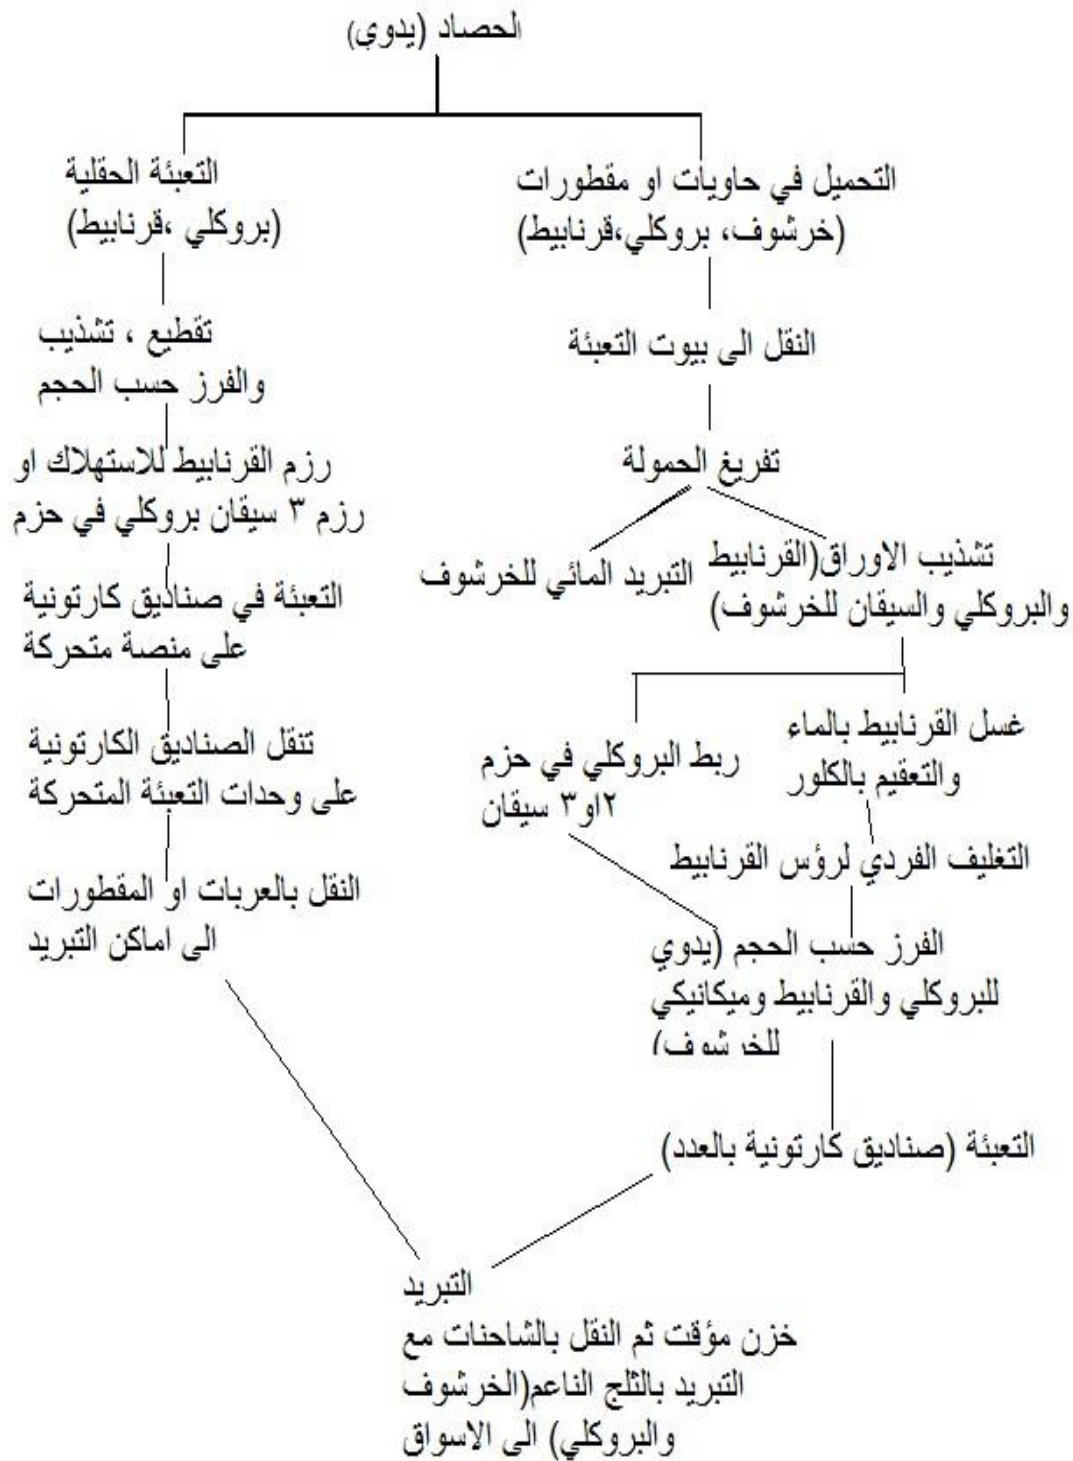 الحصاد (يدوي)
التحميل في حاويات او مقطورات
(خرشوف، بروكلي،قرنابيط)
النقل الى بيوت التعبئة
تفريغ الحمولة
تشذيب الاوراق(القرنابيط
والبروكلي والسيقان للخرشوف)
التبريد المائي للخرشوف
غسل القرنابيط بالماء
والتعقيم بالكلور
ربط البروكلي في حزم
٢او٣ سيقان
التغليف الفردي لرؤس القرنابيط
الفرز حسب الحجم (يدوي
للبروكلي والقرنابيط وميكانيكي
للخرشوف)
التعبئة (صناديق كارتونية بالعدد)
التعبئة الحقلية
(بروكلي ،قرنابيط)
تقطيع ، تشذيب
والفرز حسب الحجم
رزم القرنابيط للاستهلاك او
رزم ٣ سيقان بروكلي في حزم
التعبئة في صناديق كارتونية
على منصة متحركة
تنقل الصناديق الكارتونية
على وحدات التعبئة المتحركة
النقل بالعربات او المقطورات
الى اماكن التبريد
التبريد
خزن مؤقت ثم النقل بالشاحنات مع
التبريد بالثلج الناعم(الخرشوف
والبروكلي) الى الاسواق